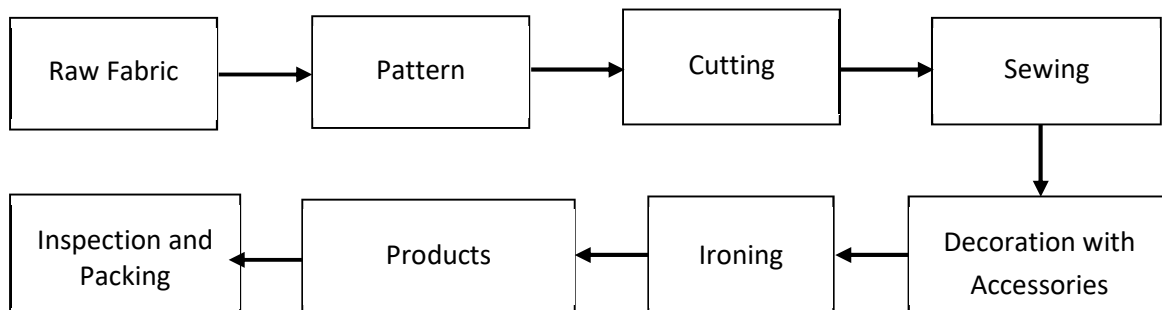 Raw Fabric
Pattern
Cutting
Sewing
Decoration with
Accessories
Ironing
Products
Inspection and
Packing